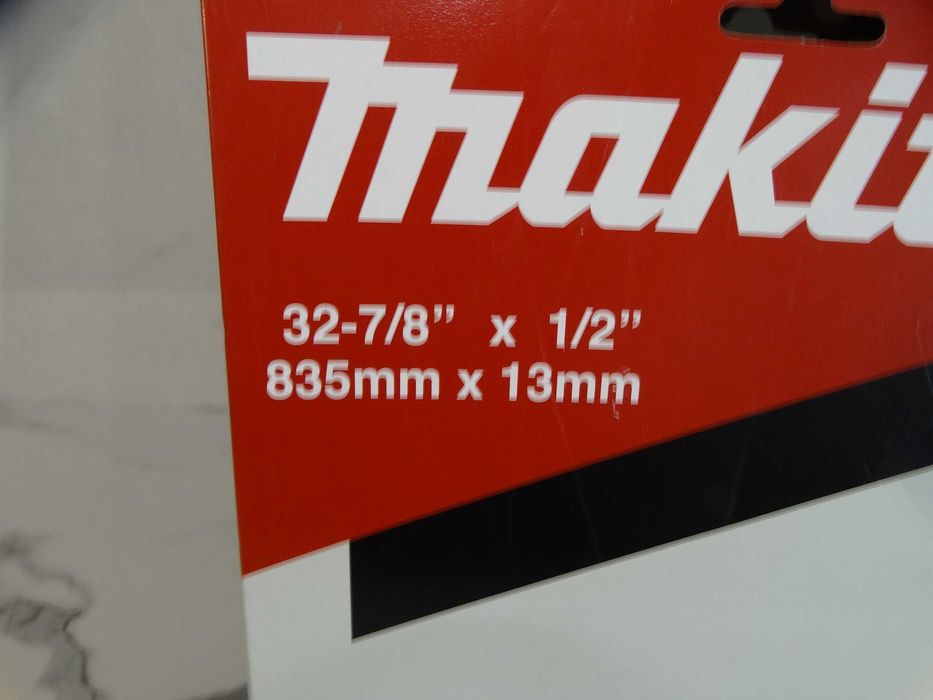 Makit
32-7/8” x 1/2”
835mm x 13mm